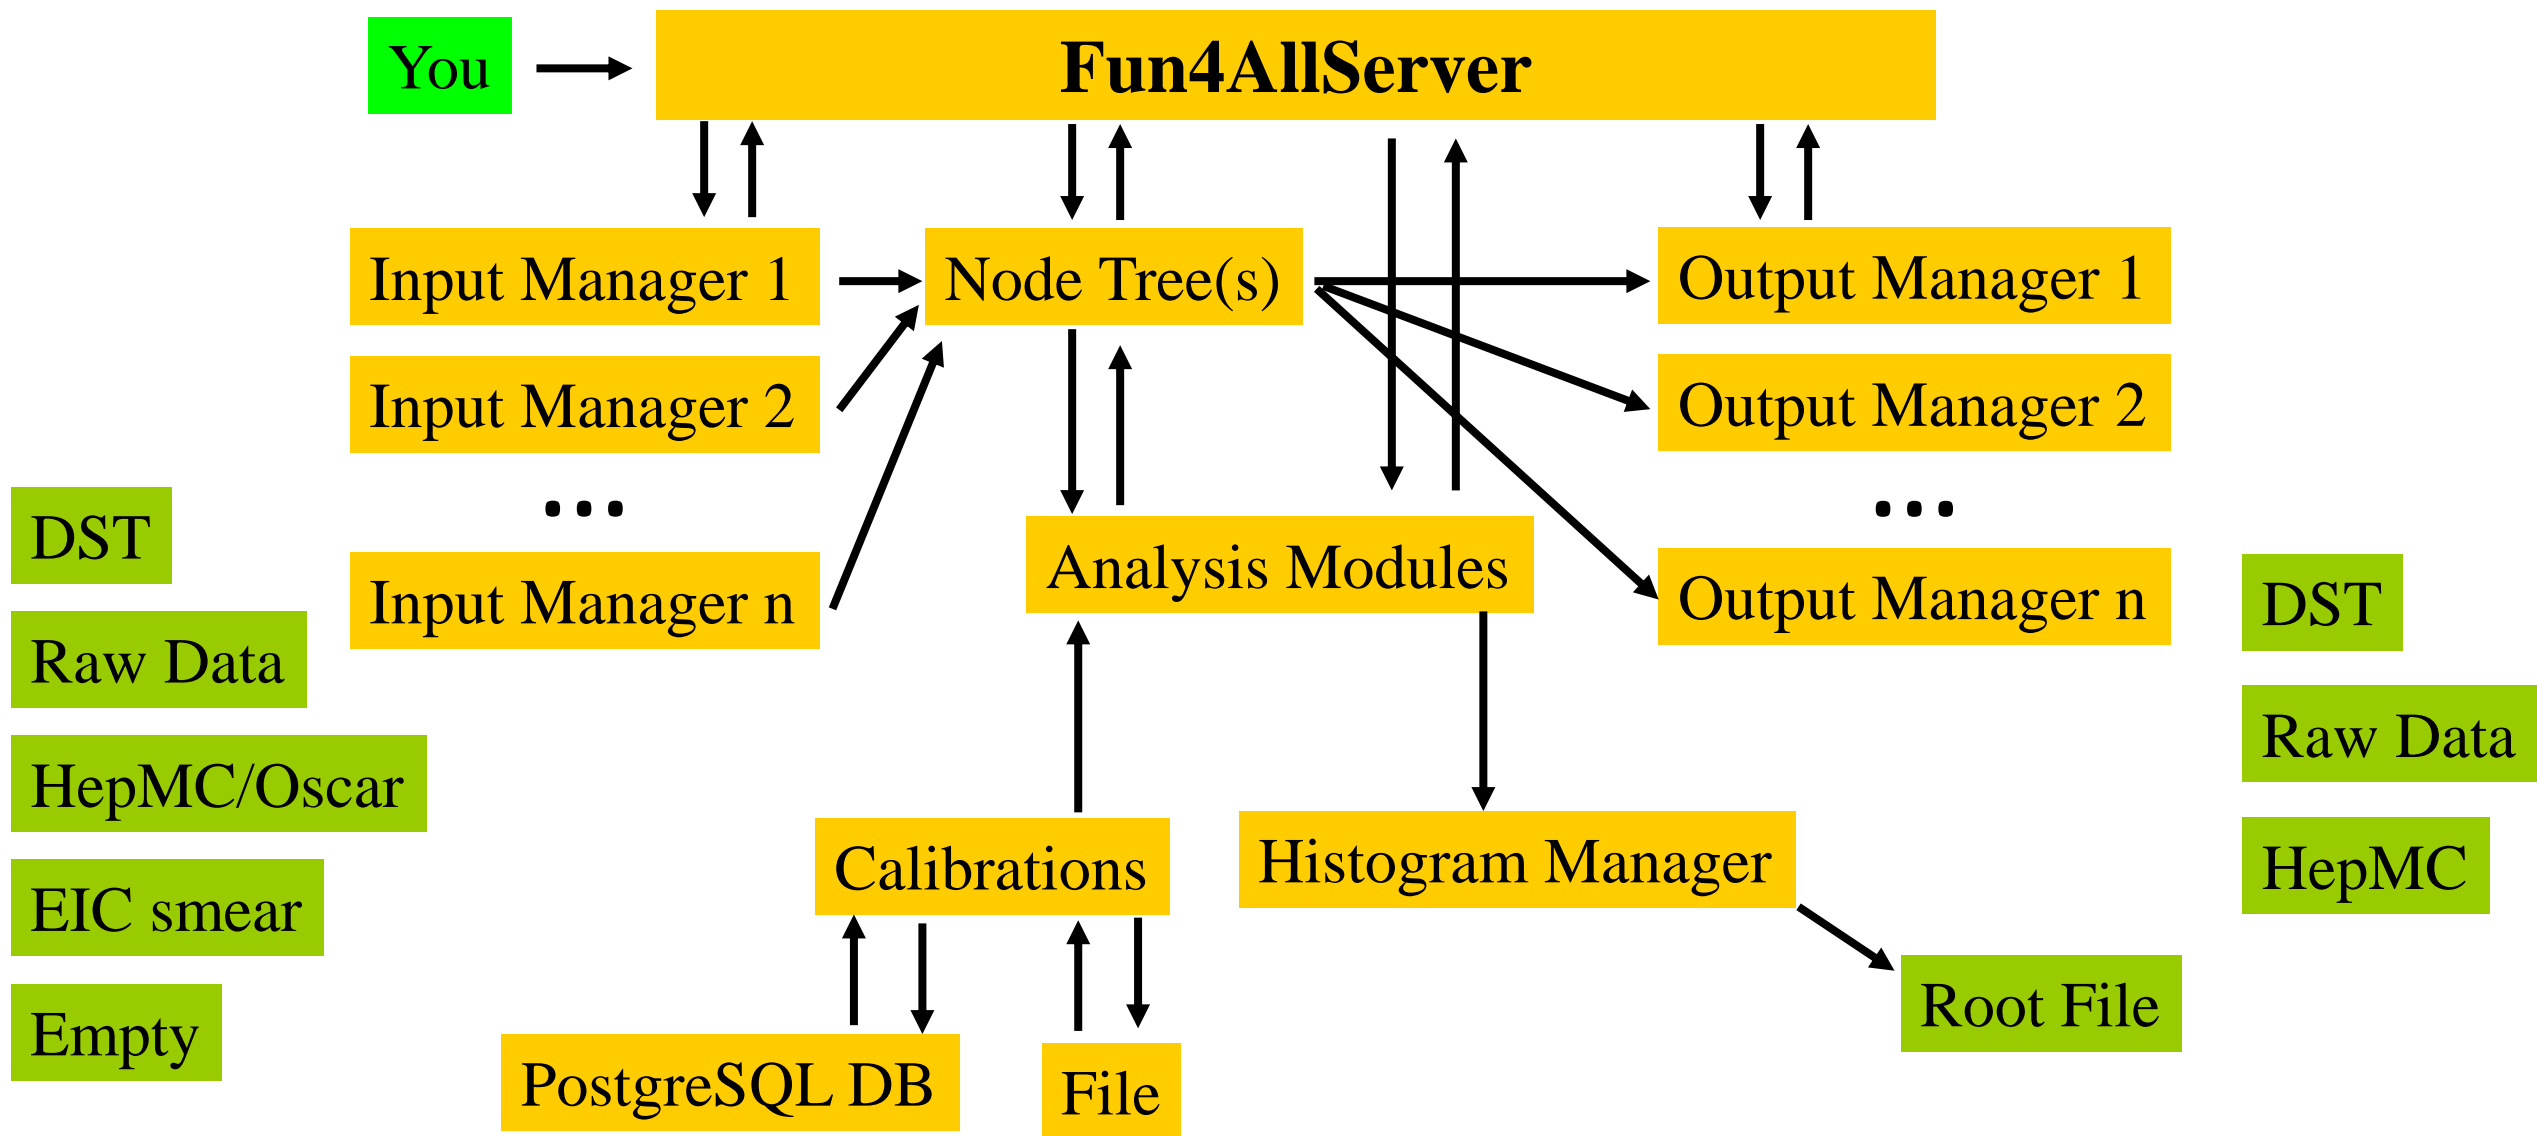 You
Fun4AllServer
Input Manager 1
Node Tree(s)
Output Manager 1
Input Manager 2
Output Manager 2
...
...
DST
Analysis Modules
Input Manager n
Output Manager n
DST
Raw Data
Raw Data
HepMC/Oscar
Calibrations
Histogram Manager
HepMC
EIC smear
Root File
Empty
PostgreSQL DB
File